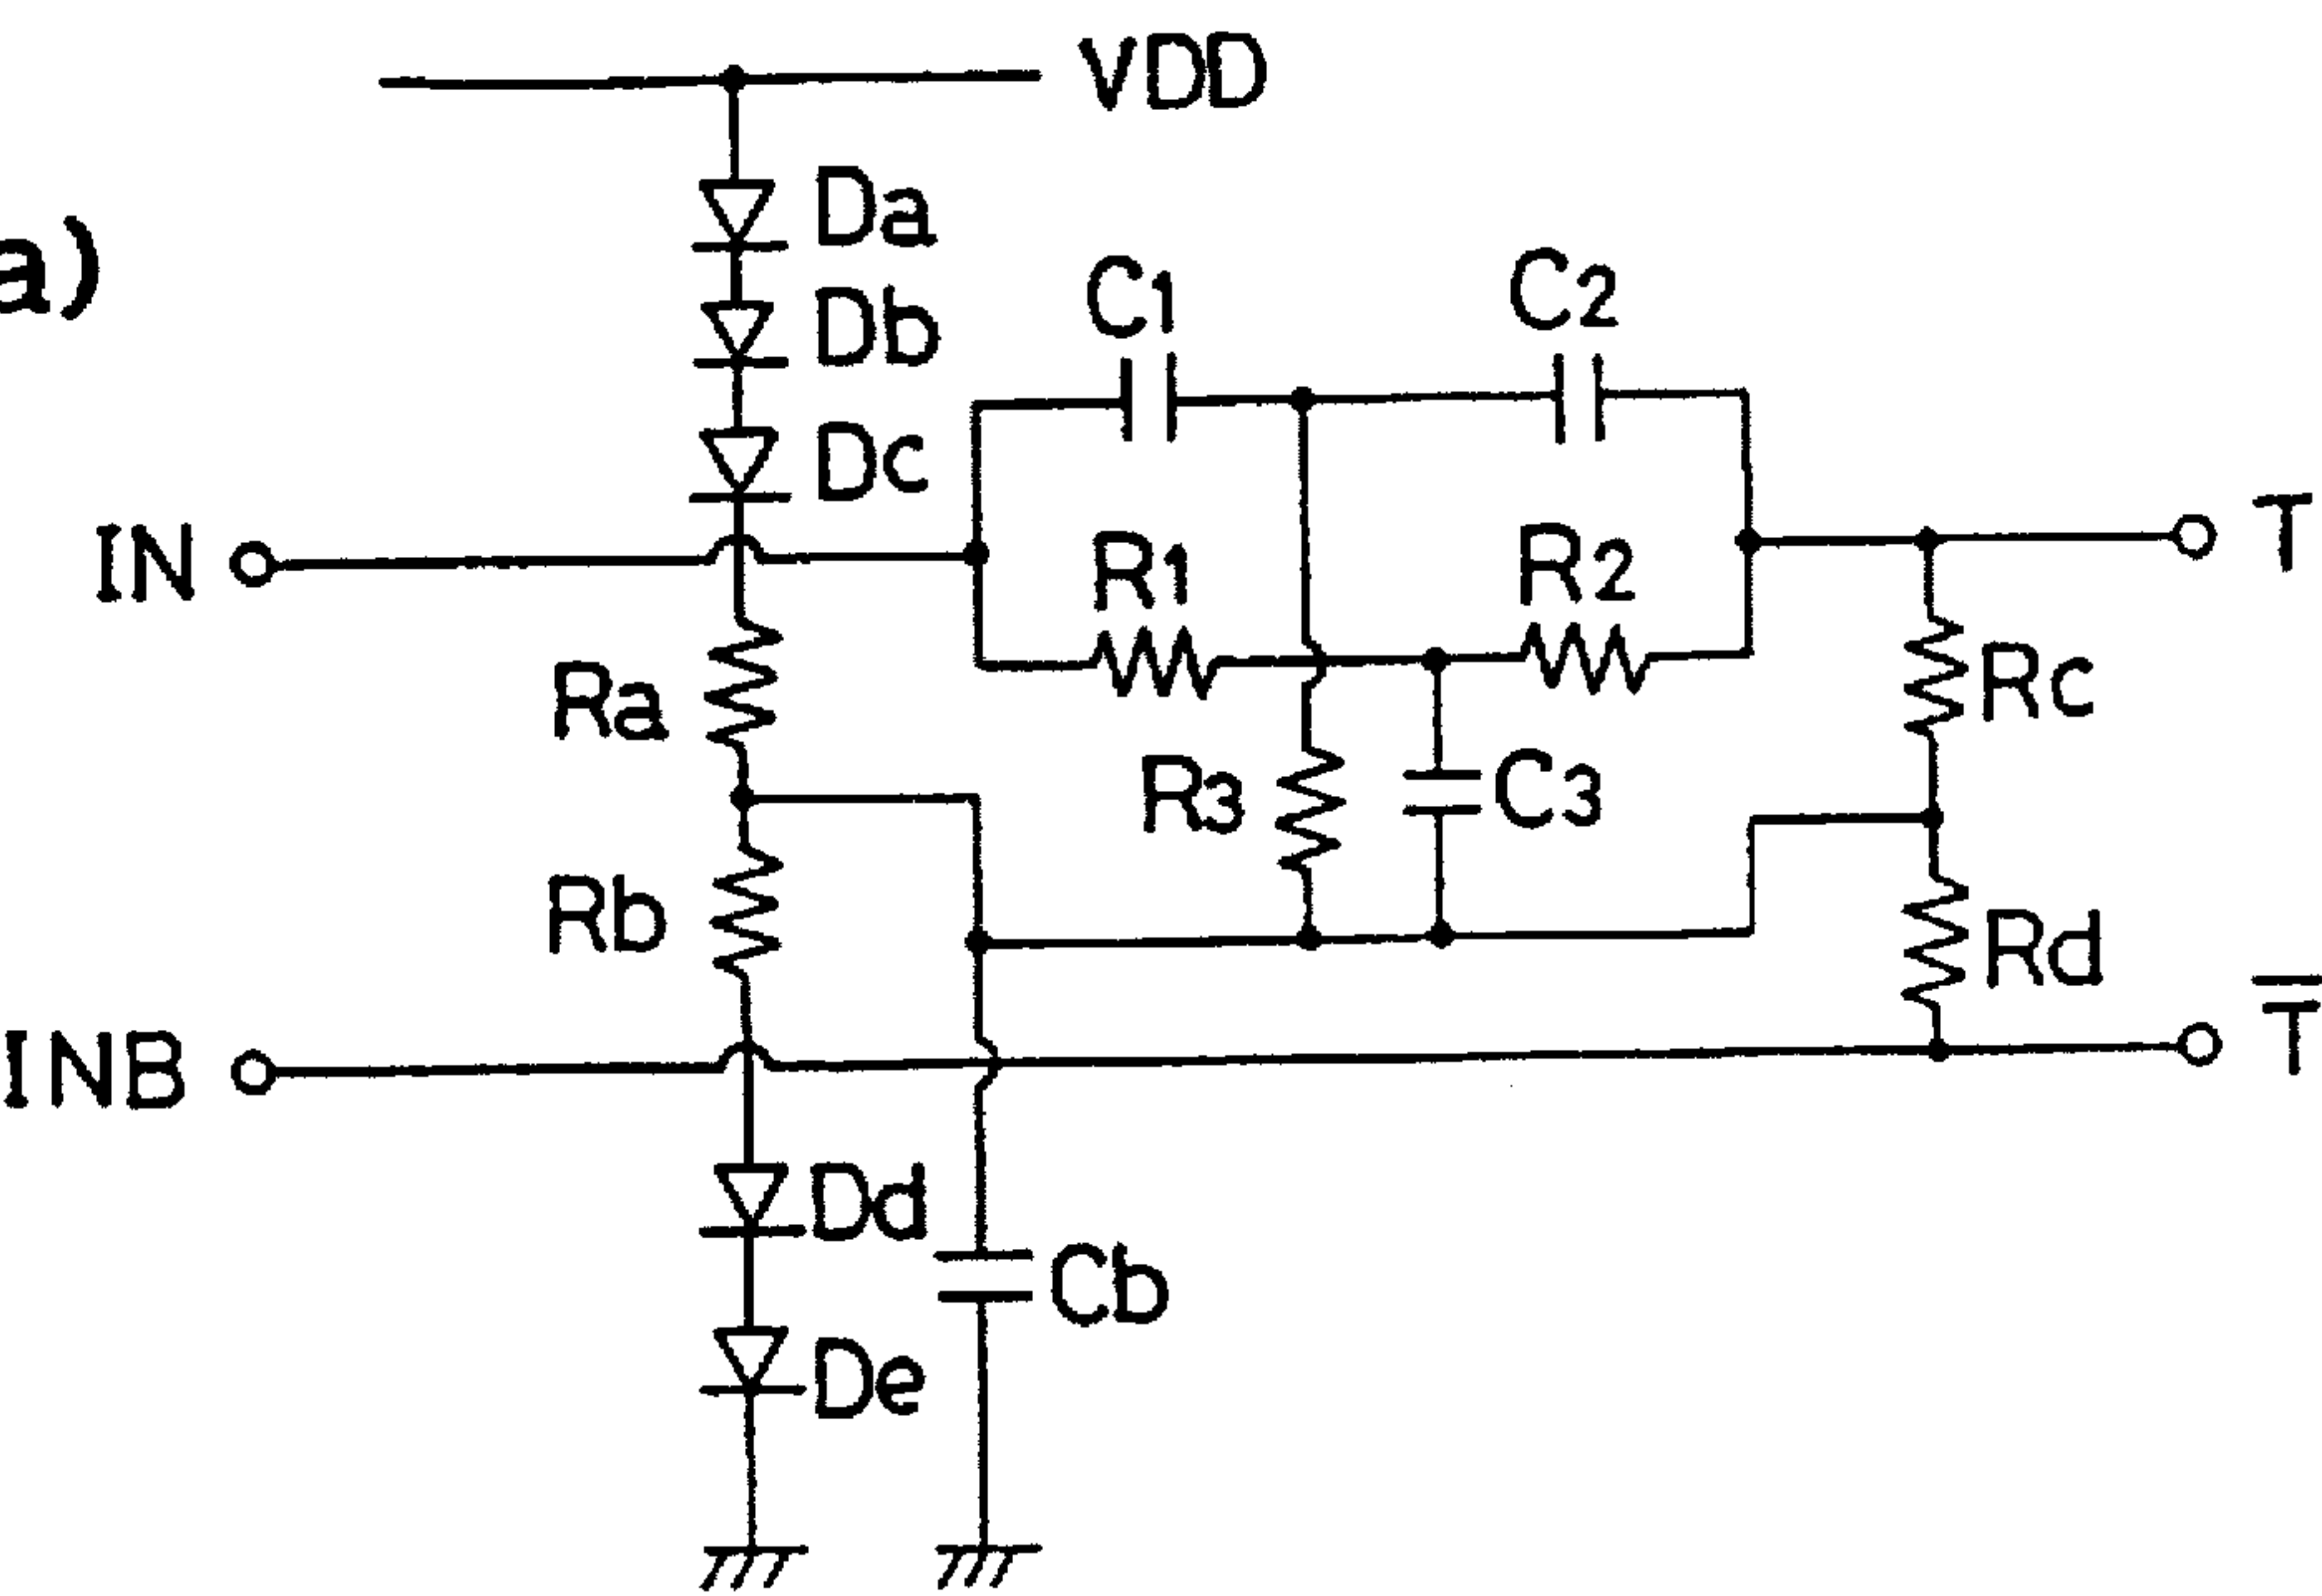 VDD
a)
Da
Db
C1
C2
Dc
IN
T
R1
R2
Ra
Rc
R3
C3
Rb
Rd
INB
T̅
Dd
Cb
De